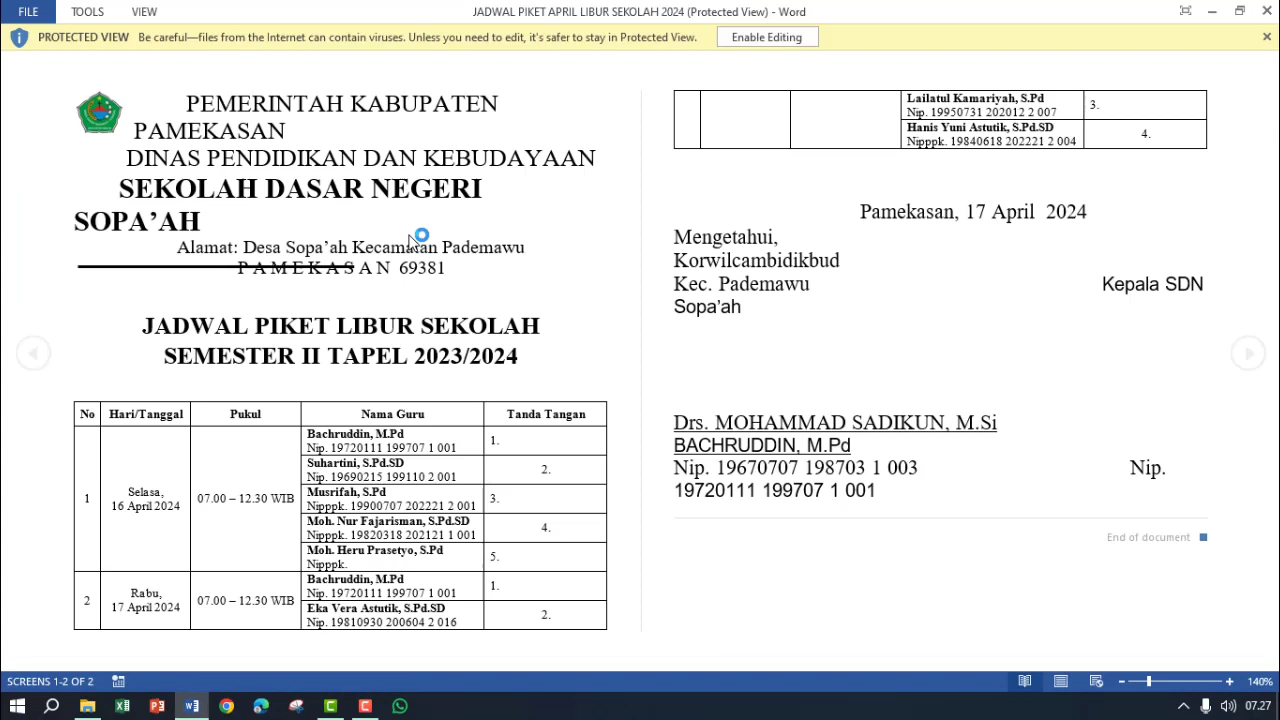 FILE TOOLS VIEW JADWAL PIKET APRIL LIBUR SEKOLAH 2024 (Protected View) - Word
PROTECTED VIEW Be careful—files from the Internet can contain viruses. Unless you need to edit, it's safer to stay in Protected View. Enable Editing
PEMERINTAH KABUPATEN
PAMEKASAN
DINAS PENDIDIKAN DAN KEBUDAYAAN
SEKOLAH DASAR NEGERI
SOPA’AH
Alamat: Desa Sopa’ah Kecamatan Pademawu
P A M E K A S A N 69381
JADWAL PIKET LIBUR SEKOLAH
SEMESTER II TAPEL 2023/2024
No Hari/Tanggal Pukul Nama Guru Tanda Tangan
1 Selasa, 16 April 2024 07.00 – 12.30 WIB
Bachruddin, M.Pd 1.
Nip. 19720111 199707 1 001
Suhartini, S.Pd.SD 2.
Nip. 19690215 199110 2 001
Musrifah, S.Pd 3.
Nipppk. 19900707 202221 2 001
Moh. Nur Fajarisman, S.Pd.SD 4.
Nipppk. 19820318 202121 1 001
Moh. Heru Prasetyo, S.Pd 5.
Nipppk.
2 Rabu, 17 April 2024 07.00 – 12.30 WIB
Bachruddin, M.Pd 1.
Nip. 19720111 199707 1 001
Eka Vera Astutik, S.Pd.SD 2.
Nip. 19810930 200604 2 016
Lailatul Kamariyah, S.Pd 3.
Nip. 19950731 202012 2 007
Hanis Yuni Astutik, S.Pd.SD 4.
Nipppk. 19840618 202221 2 004
Pamekasan, 17 April 2024
Mengetahui,
Korwilcambidikbud
Kec. Pademawu Kepala SDN
Sopa’ah
Drs. MOHAMMAD SADIKUN, M.Si
BACHRUDDIN, M.Pd
Nip. 19670707 198703 1 003 Nip.
19720111 199707 1 001
End of document
SCREENS 1-2 OF 2 140%
07.27